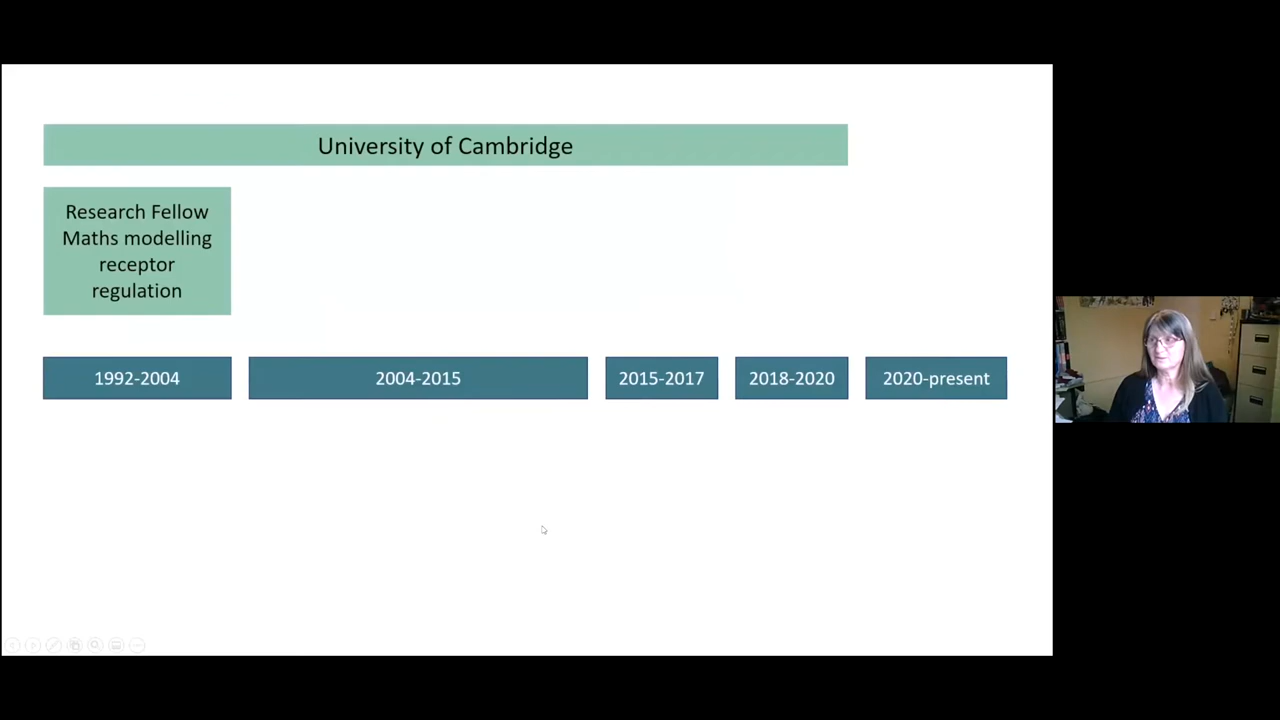 University of Cambridge
Research Fellow
Maths modelling
receptor
regulation
1992-2004
2004-2015
2015-2017
2018-2020
2020-present